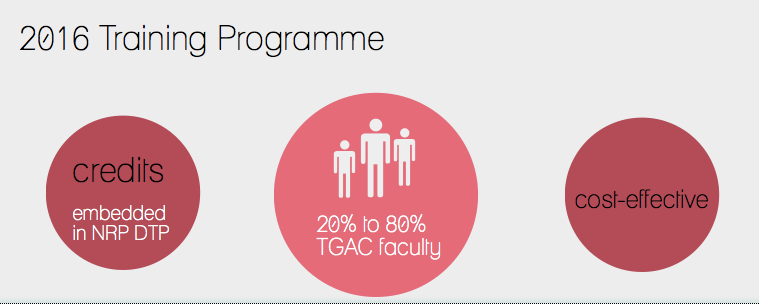 2016 Training Programme
credits
embedded
in NRP DTP
20% to 80%
TGAC faculty
cost-effective